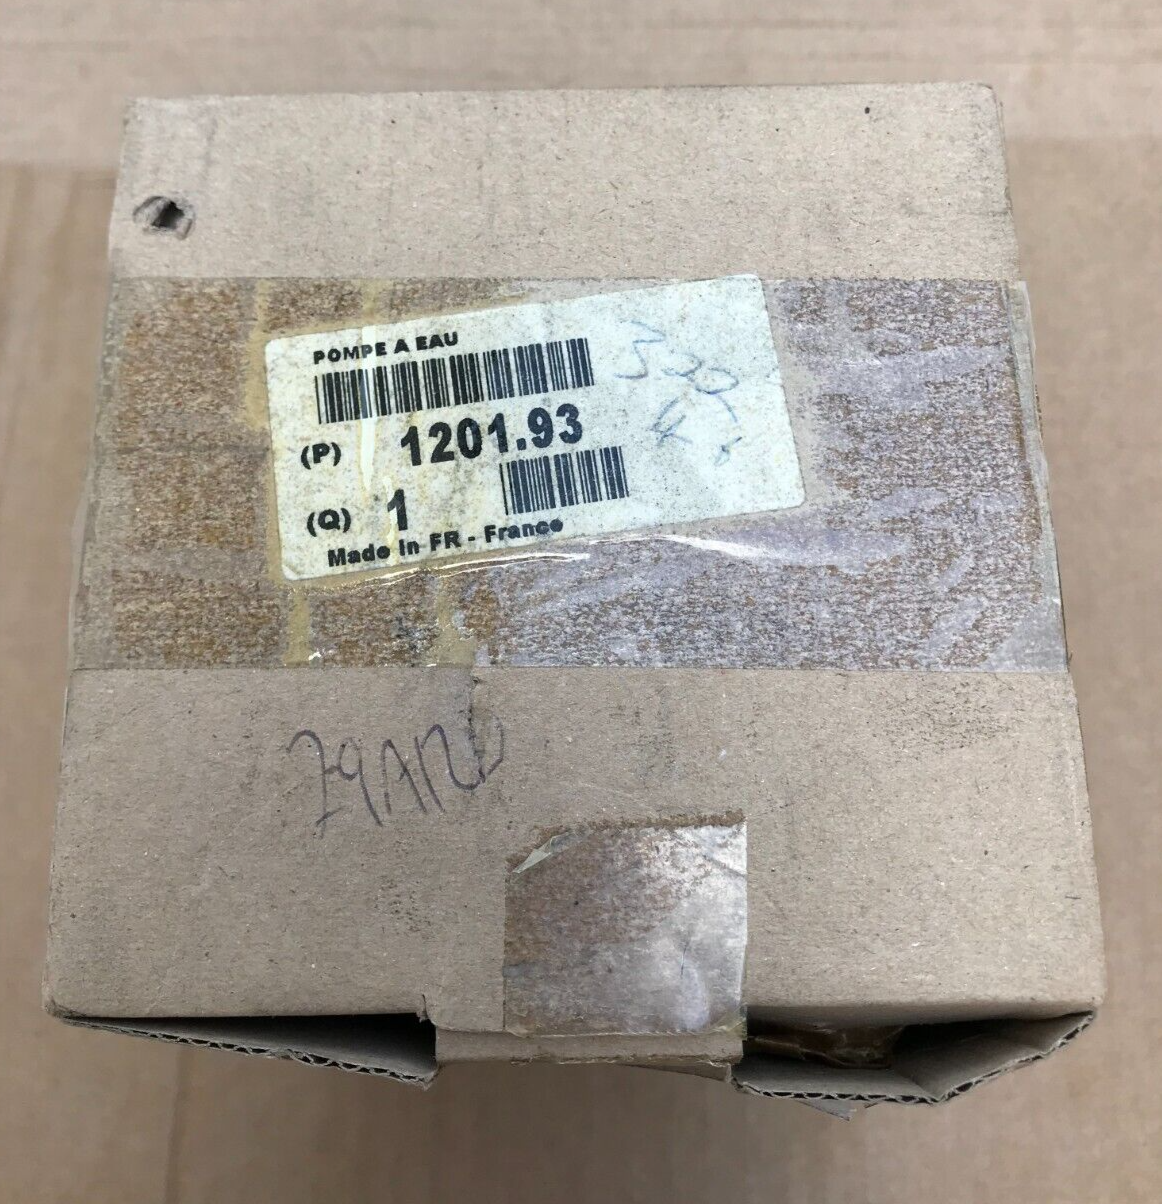 POMPE A EAU
(P) 1201.93
(Q) 1
Made in FR - France